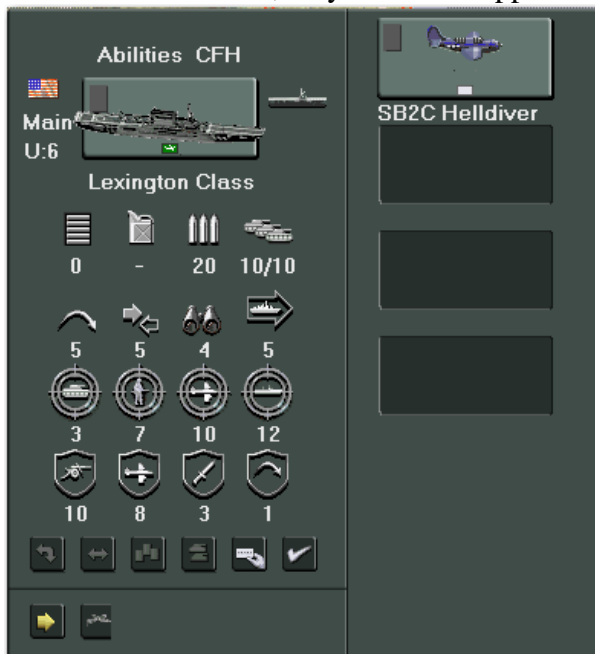 Abilities CFH
Main
U:6
Lexington Class
0 - 20 10/10
5 5 4 5
3 7 10 12
10 8 3 1
SB2C Helldiver